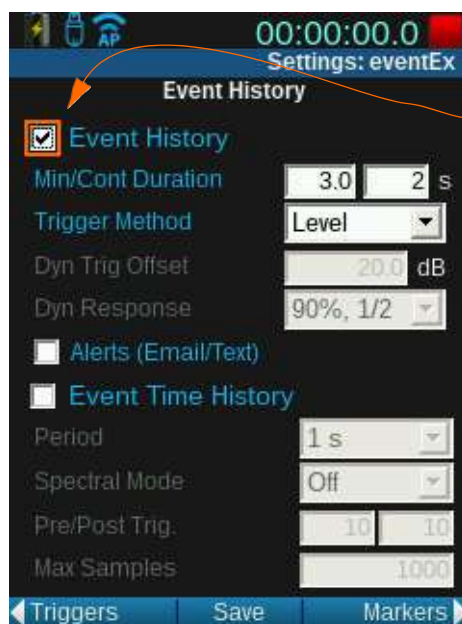 AP 00:00:00.0
Settings: eventEx
Event History
Event History
Min/Cont Duration 3.0 2 s
Trigger Method Level
Dyn Trig Offset 20.0 dB
Dyn Response 90%, 1/2
Alerts (Email/Text)
Event Time History
Period 1 s
Spectral Mode Off
Pre/Post Trig. 10 10
Max Samples 1000
Triggers Save Markers